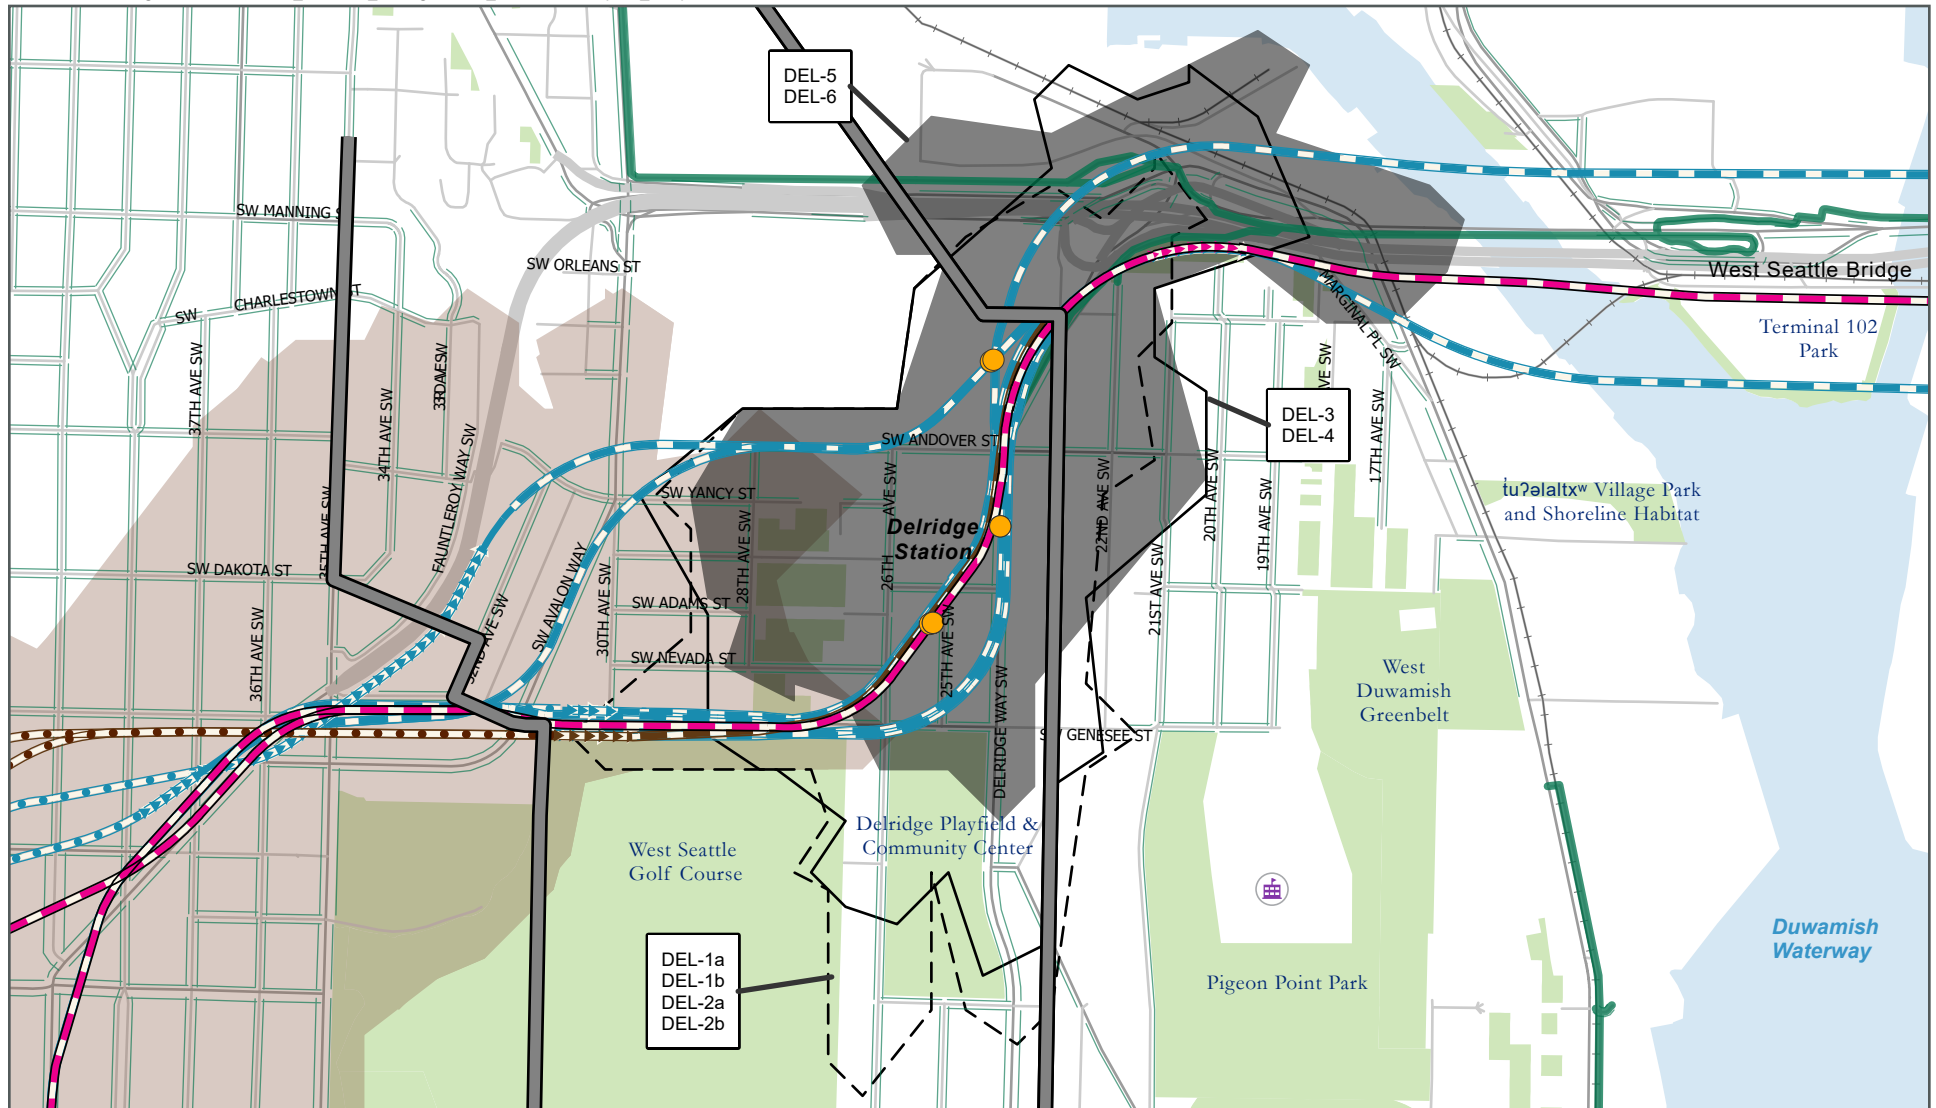 DEL-5
DEL-6
SW MANNING S
SW ORLEANS ST
West Seattle Bridge
SW CHARLESTOWN ST
MARGINAL PL SW
Terminal 102
Park
37TH AVE SW
34TH AVE SW
AVE SW
DEL-3
DEL-4
17TH AVE SW
SW ANDOVER ST
FAUNTLEROY WAY SW
SW YANCY ST
AVE SW
26TH
22ND AVE SW
20TH AVE SW
19TH AVE SW
t̓uʔəlaltxʷ Village Park
and Shoreline Habitat
35TH AVE SW
Delridge
Station
28TH AVE SW
SW DAKOTA ST
SW AVALON WAY
30TH AVE SW
SW ADAMS ST
21ST AVE SW
36TH AVE SW
32ND AVE SW
SW NEVADA ST
25TH AVE SW
DELRIDGE WAY SW
SW GENESEE ST
West
Duwamish
Greenbelt
West Seattle
Golf Course
Delridge Playfield &
Community Center
DEL-1a
DEL-1b
DEL-2a
DEL-2b
Pigeon Point Park
Duwamish
Waterway